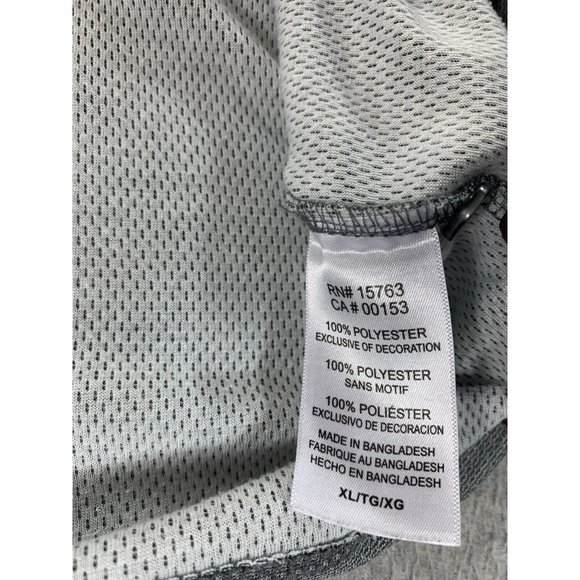 RN# 15763
CA# 00153
100% POLYESTER
EXCLUSIVE OF DECORATION
100% POLYESTER
SANS MOTIF
100% POLIÉSTER
EXCLUSIVO DE DECORACION
MADE IN BANGLADESH
FABRIQUE AU BANGLADESH
HECHO EN BANGLADESH
XL/TG/XG